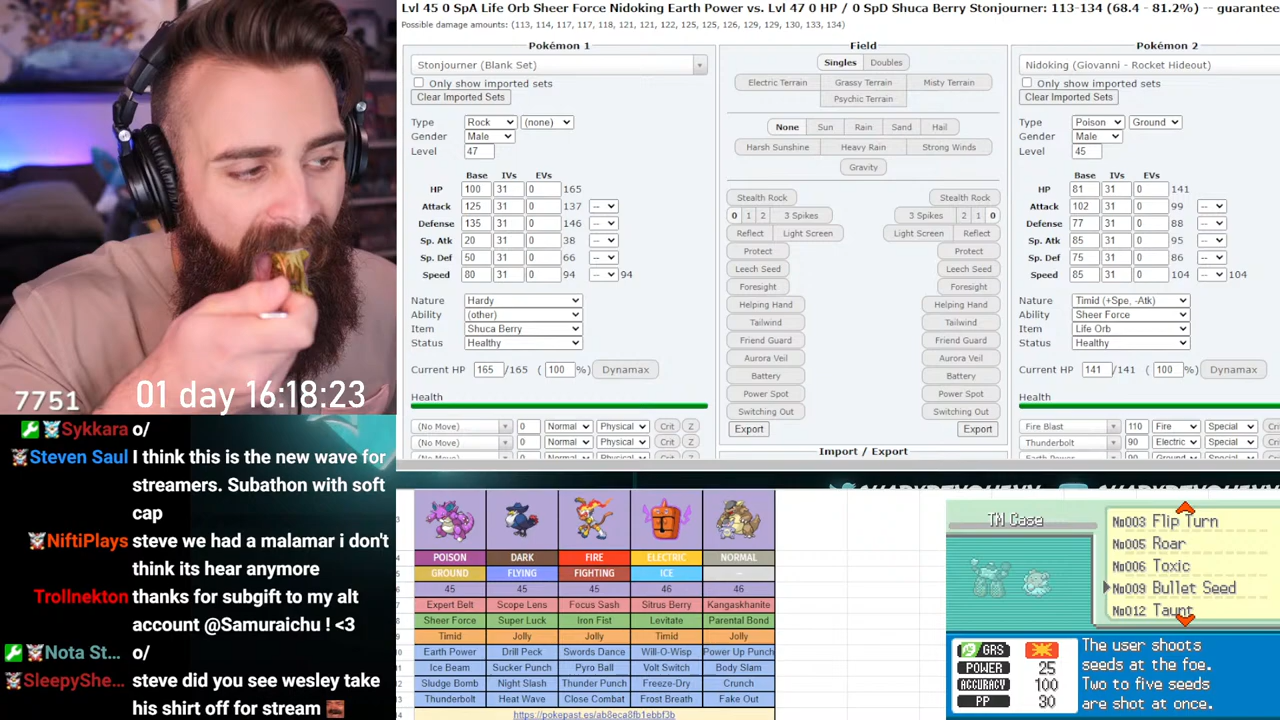 Lvl 45 0 SpA Life Orb Sheer Force Nidoking Earth Power vs. Lvl 47 0 HP / 0 SpD Shuca Berry Stonjourner: 113-134 (68.4 - 81.2%) -- guarantee
Possible damage amounts: (113, 114, 117, 117, 118, 121, 121, 122, 125, 125, 126, 129, 129, 130, 133, 134)
Pokémon 1
Stonjourner (Blank Set)
Only show imported sets
Clear Imported Sets
Type Rock (none)
Gender Male
Level 47
Base IVs EVs
HP 100 31 0 165
Attack 125 31 0 137 --
Defense 135 31 0 146 --
Sp. Atk 20 31 0 38 --
Sp. Def 50 31 0 66 --
Speed 80 31 0 94 -- 94
Nature Hardy
Ability (other)
Item Shuca Berry
Status Healthy
Current HP 165 /165 ( 100 %) Dynamax
Health
(No Move) 0 Normal Physical Crit Z
(No Move) 0 Normal Physical Crit Z
Field
Singles Doubles
Electric Terrain Grassy Terrain Misty Terrain
Psychic Terrain
None Sun Rain Sand Hail
Harsh Sunshine Heavy Rain Strong Winds
Gravity
Stealth Rock Stealth Rock
0 1 2 3 Spikes 3 Spikes 2 1 0
Reflect Light Screen Light Screen Reflect
Protect Protect
Leech Seed Leech Seed
Foresight Foresight
Helping Hand Helping Hand
Tailwind Tailwind
Friend Guard Friend Guard
Aurora Veil Aurora Veil
Battery Battery
Power Spot Power Spot
Switching Out Switching Out
Export Export
Import / Export
Pokémon 2
Nidoking (Giovanni - Rocket Hideout)
Only show imported sets
Clear Imported Sets
Type Poison Ground
Gender Male
Level 45
Base IVs EVs
HP 81 31 0 141
Attack 102 31 0 99 --
Defense 77 31 0 88 --
Sp. Atk 85 31 0 95 --
Sp. Def 75 31 0 86 --
Speed 85 31 0 104 -- 104
Nature Timid (+Spe, -Atk)
Ability Sheer Force
Item Life Orb
Status Healthy
Current HP 141 /141 ( 100 %) Dynamax
Health
Fire Blast 110 Fire Special Crit
Thunderbolt 90 Electric Special Crit
7751
01 day 16:18:23
Sykkara o/
Steven Saul I think this is the new wave for
streamers. Subathon with soft
cap
NiftiPlays steve we had a malamar i don't
think its hear anymore
Trollnekton thanks for subgift to my alt
account @Samuraichu ! <3
Nota St... o/
SleepyShe... steve did you see wesley take
his shirt off for stream
POISON DARK FIRE ELECTRIC NORMAL
GROUND FLYING FIGHTING ICE --
45 45 45 46 46
Expert Belt Scope Lens Focus Sash Sitrus Berry Kangaskhanite
Sheer Force Super Luck Iron Fist Levitate Parental Bond
Timid Jolly Jolly Timid Jolly
Earth Power Drill Peck Swords Dance Will-O-Wisp Power Up Punch
Ice Beam Sucker Punch Pyro Ball Volt Switch Body Slam
Sludge Bomb Night Slash Thunder Punch Freeze-Dry Crunch
Thunderbolt Heat Wave Close Combat Frost Breath Fake Out
https://pokepast.es/ab8eca8fb1ebbf3b
TM Case
No003 Flip Turn
No005 Roar
No006 Toxic
No009 Bullet Seed
No012 Taunt
GRS
POWER 25
ACCURACY 100
PP 30
The user shoots
seeds at the foe.
Two to five seeds
are shot at once.